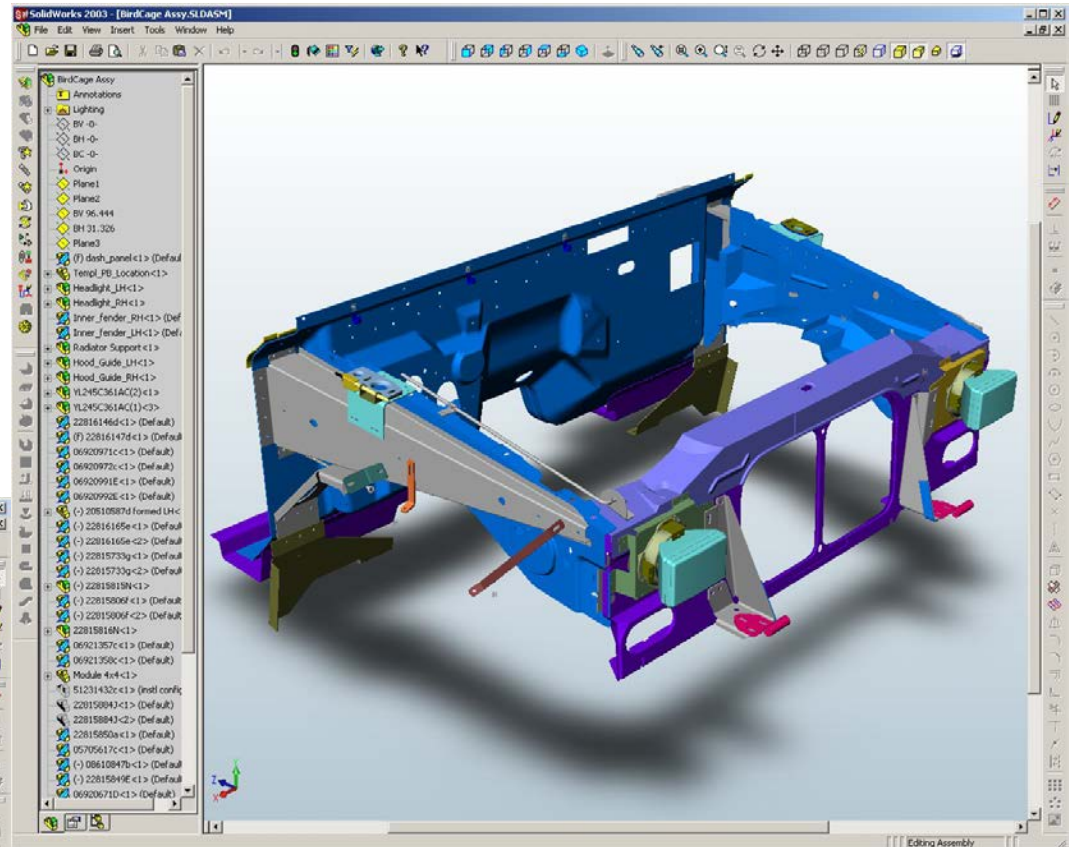 SolidWorks 2003 - [BirdCage Assy.SLDASM]
File Edit View Insert Tools Window Help
BirdCage Assy
Annotations
Lighting
BV -0-
BH -0-
BC -0-
Origin
Plane1
Plane2
BV 96.444
BH 31.326
Plane3
(f) dash_panel<1> (Defaul
Templ_PB_Location<1>
Headlight_LH<1>
Headlight_RH<1>
Inner_fender_RH<1> (Def
Inner_fender_LH<1> (Defa
Radiator Support<1>
Hood_Guide_LH<1>
Hood_Guide_RH<1>
YL245C361AC(2)<1>
YL245C361AC(1)<3>
22816146d<1> (Default)
(f) 22816147d<1> (Default
06920971c<1> (Default)
06920972c<1> (Default)
06920991E<1> (Default)
06920992E<1> (Default)
(-) 20510587d formed LH<
(-) 22816165e<1> (Default
(-) 22816165e<2> (Default
(-) 22815733g<1> (Default
(-) 22815733g<2> (Default
(-) 22815815N<1>
(-) 22815806f<1> (Default
(-) 22815806f<2> (Default
22815816N<1>
06921357c<1> (Default)
06921358c<1> (Default)
Module 4x4<1>
51231432c<1> (instl config
22815884J<1> (Default)
22815884J<2> (Default)
22815850a<1> (Default)
05705617c<1> (Default)
(-) 08610847b<1> (Default
(-) 22815849E<1> (Default
06920671D<1> (Default)
Y
Z
X
Editing Assembly